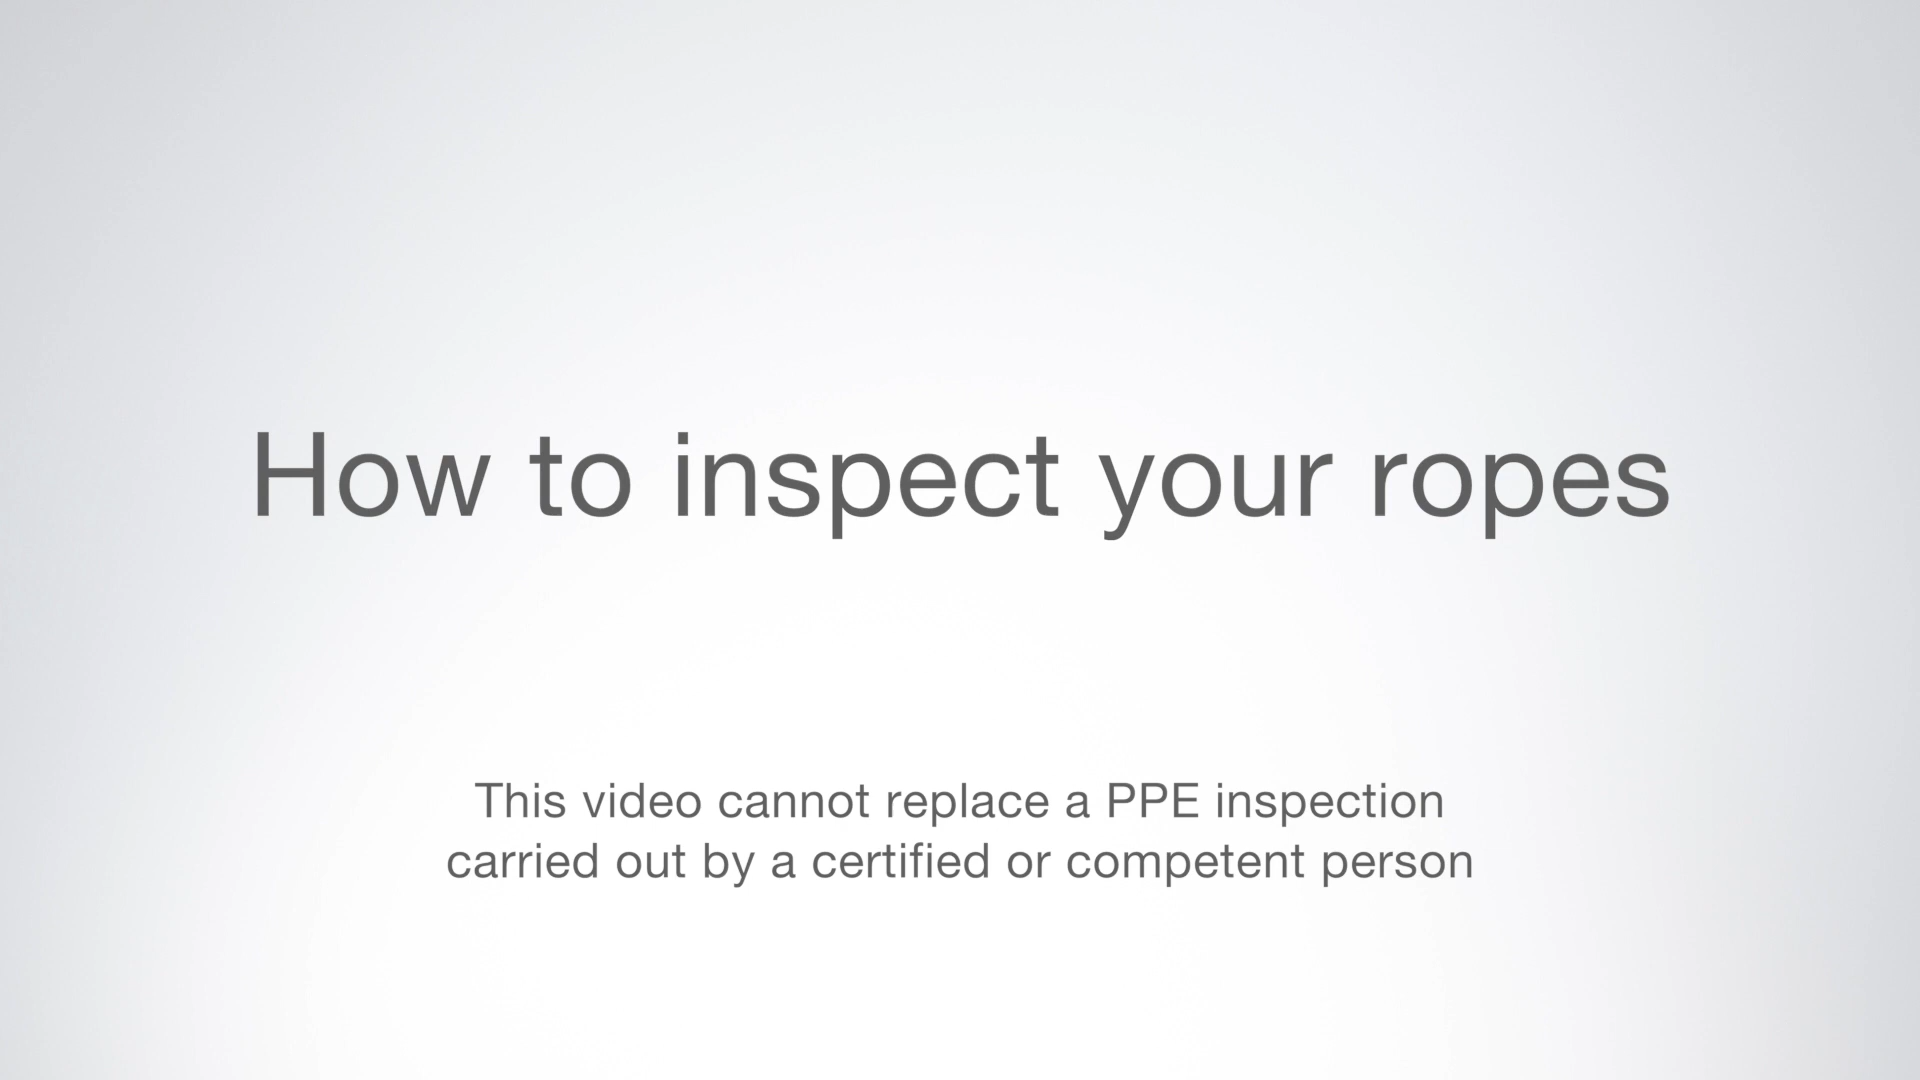 How to inspect your ropes
This video cannot replace a PPE inspection
carried out by a certified or competent person